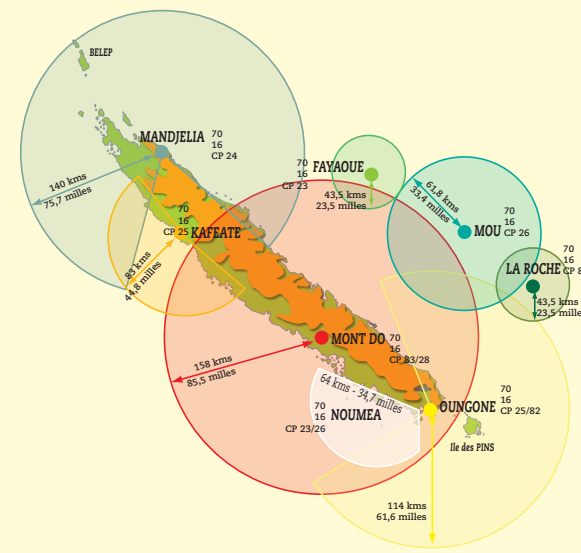 BELEP
MANDJELIA
70
16
CP 24
140 kms
75,7 milles
70
16
CP 23
FAYAOUE
43,5 kms
23,5 milles
61,8 kms
33,4 milles
70
16
CP 26
MOU
70
16
CP 25
KAFEATE
83 kms
44,8 milles
70
16
CP 8
LA ROCHE
43,5 kms
23,5 milles
MONT DO
70
16
CP 83/28
158 kms
85,5 milles
64 kms - 34,7 milles
70
16
CP 23/26
NOUMEA
OUNGONE
70
16
CP 25/82
Ile des PINS
114 kms
61,6 milles